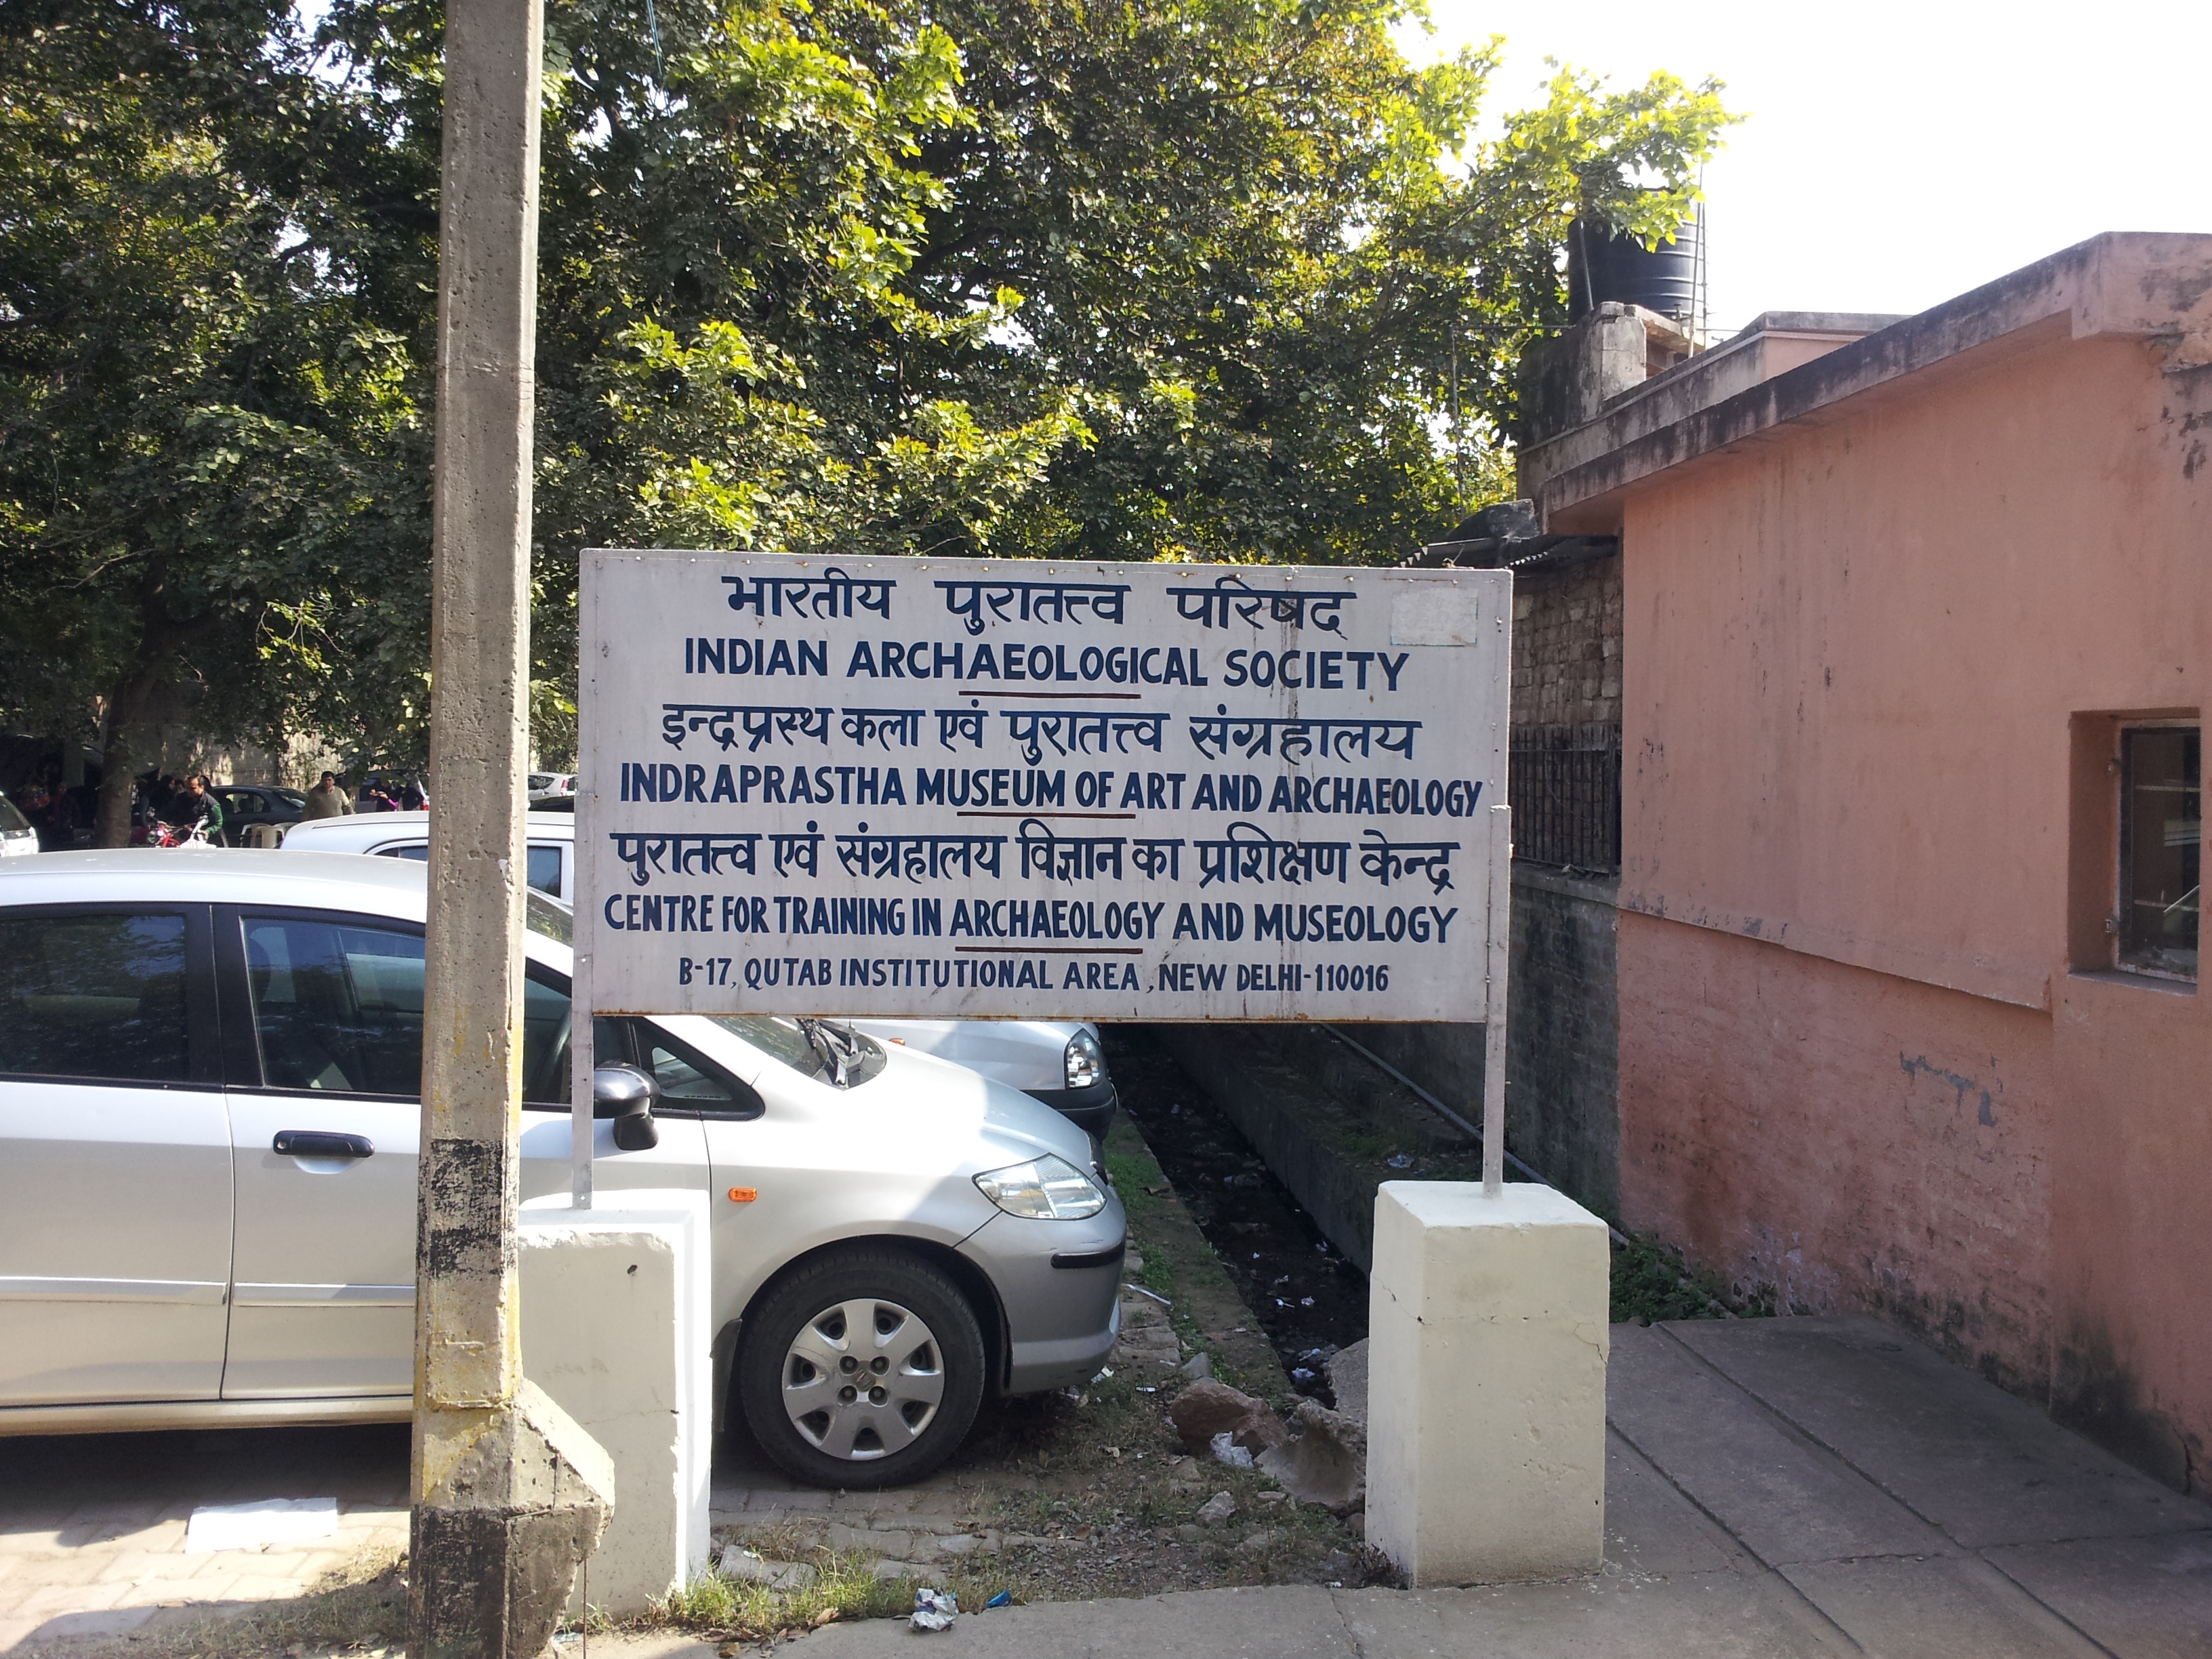 भारतीय पुरातत्त्व परिषद्
INDIAN ARCHAEOLOGICAL SOCIETY
इन्द्रप्रस्थ कला एवं पुरातत्त्व संग्रहालय
INDRAPRASTHA MUSEUM OF ART AND ARCHAEOLOGY
पुरातत्त्व एवं संग्रहालय विज्ञान का प्रशिक्षण केन्द्र
CENTRE FOR TRAINING IN ARCHAEOLOGY AND MUSEOLOGY
B-17, QUTAB INSTITUTIONAL AREA, NEW DELHI-110016